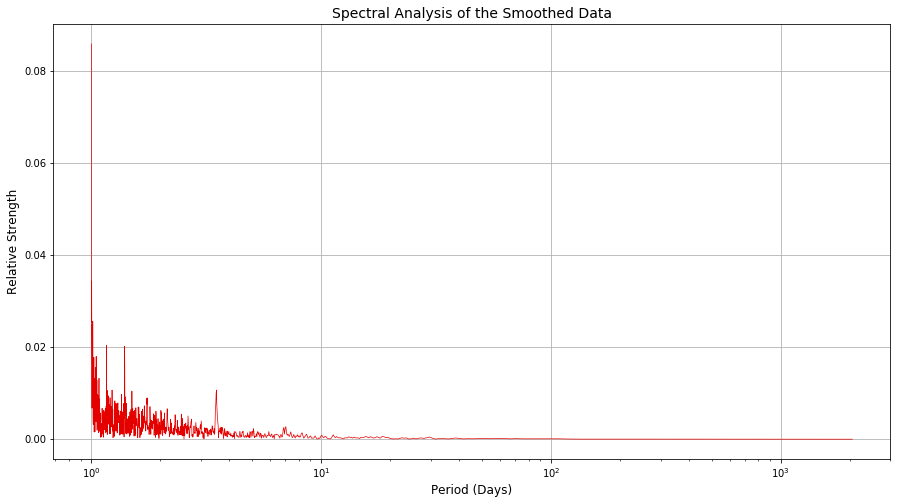 Spectral Analysis of the Smoothed Data
Relative Strength
0.08
0.06
0.04
0.02
0.00
10⁰ 10¹ 10² 10³
Period (Days)